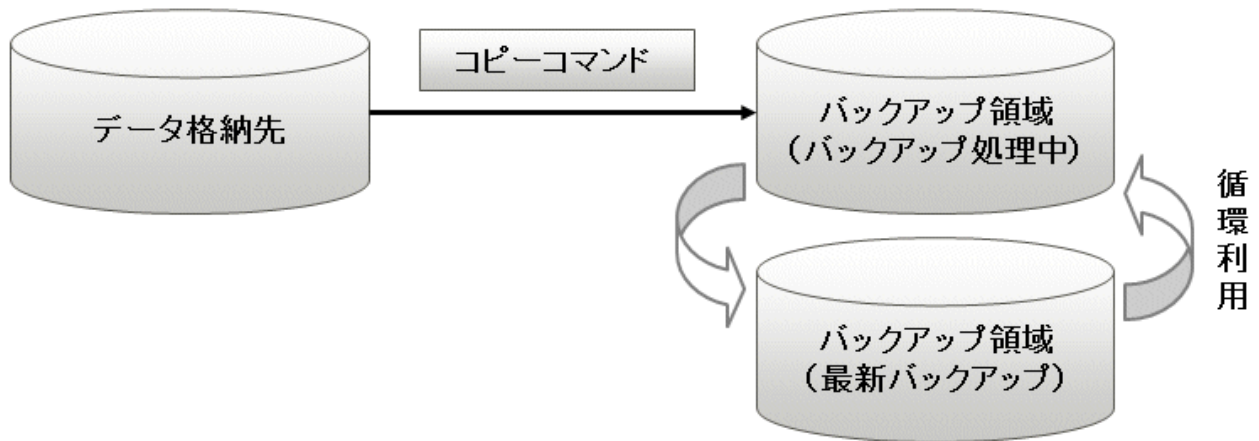 コピーコマンド
データ格納先
バックアップ領域
(バックアップ処理中)
循環利用
バックアップ領域
(最新バックアップ)